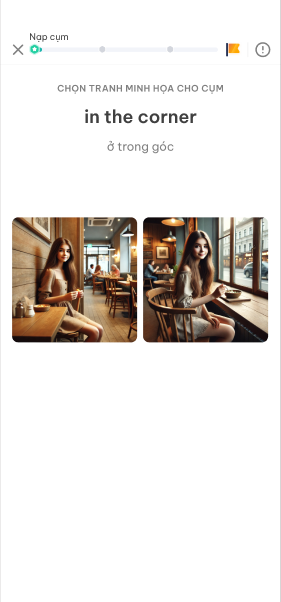 Nạp cụm
CHỌN TRANH MINH HỌA CHO CỤM
in the corner
ở trong góc